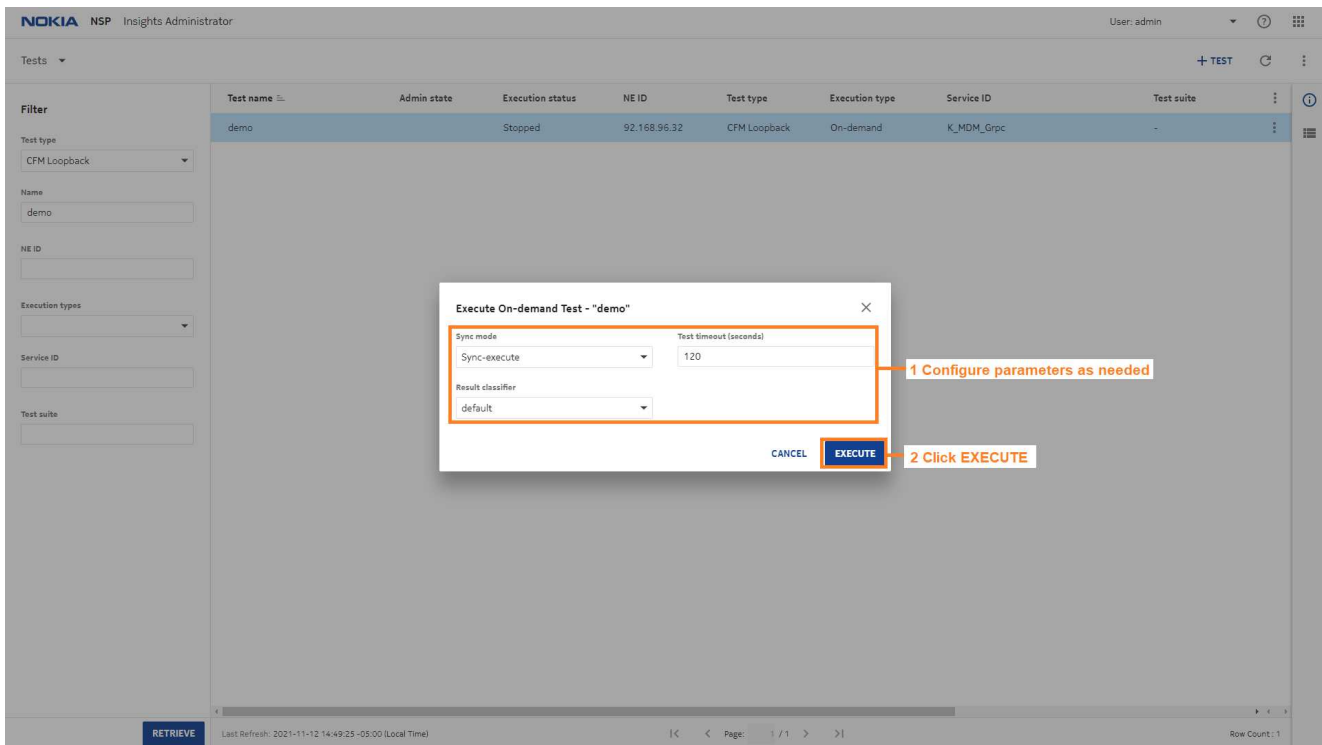 NOKIA NSP Insights Administrator User: admin
Tests + TEST
Filter
Test type
CFM Loopback
Name
demo
NE ID
Execution types
Service ID
Test suite
RETRIEVE
Test name Admin state Execution status NE ID Test type Execution type Service ID Test suite
demo Stopped 92.168.96.32 CFM Loopback On-demand K_MDM_Grpc -
Execute On-demand Test - "demo"
Sync mode Test timeout (seconds)
Sync-execute 120
Result classifier
default
CANCEL EXECUTE
1 Configure parameters as needed
2 Click EXECUTE
Last Refresh: 2021-11-12 14:49:25 -05:00 (Local Time) Page: 1 / 1 Row Count: 1